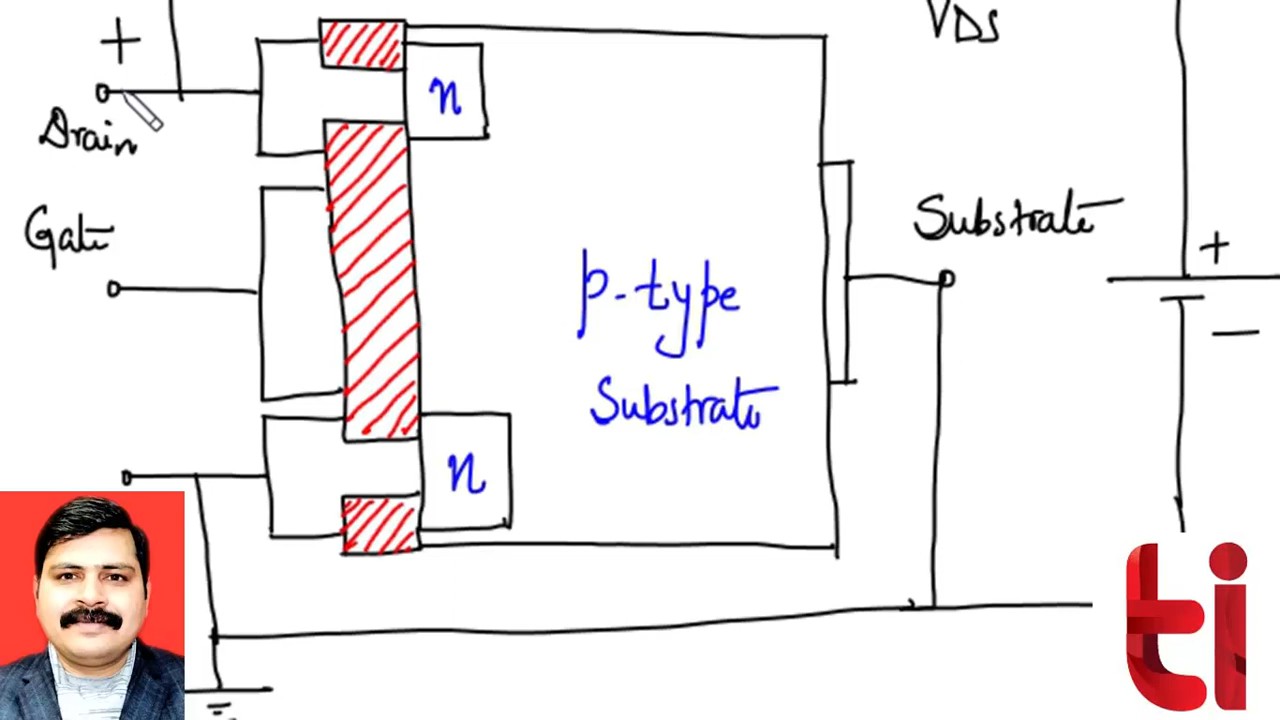 +
VDS
n
Drain
Gate
Substrate
+
p-type
−
Substrate
n
ti